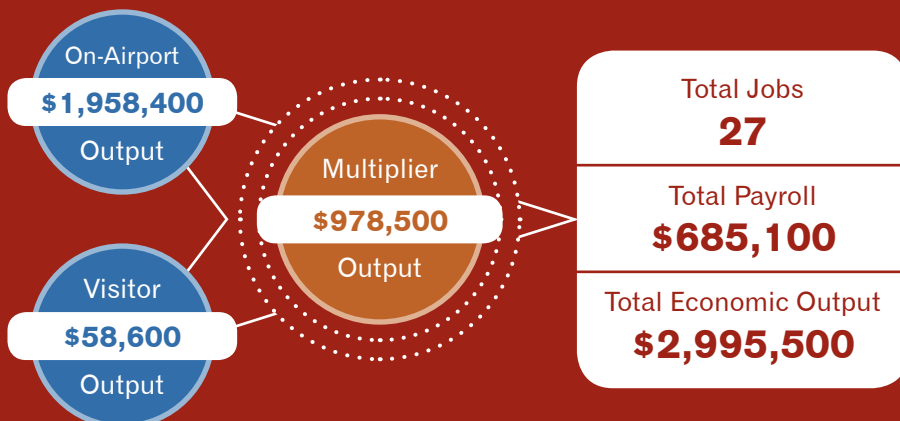 On-Airport
$1,958,400
Output
Visitor
$58,600
Output
Multiplier
$978,500
Output
Total Jobs
27
Total Payroll
$685,100
Total Economic Output
$2,995,500